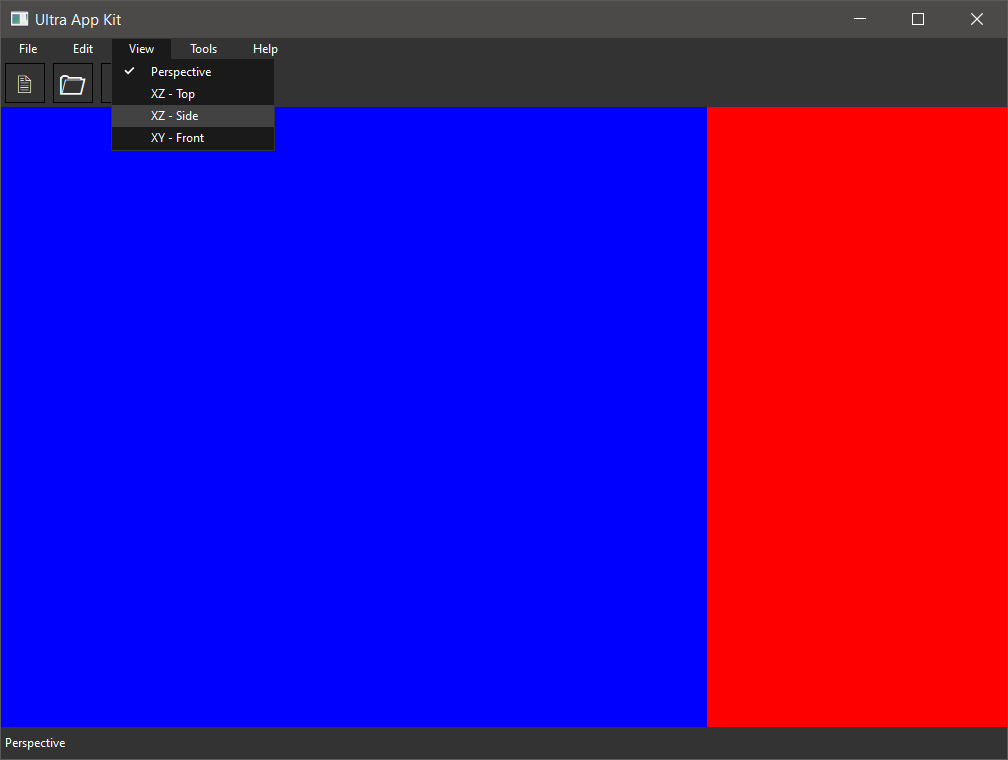 Ultra App Kit
File Edit View Tools Help
Perspective
XZ - Top
XZ - Side
XY - Front
Perspective